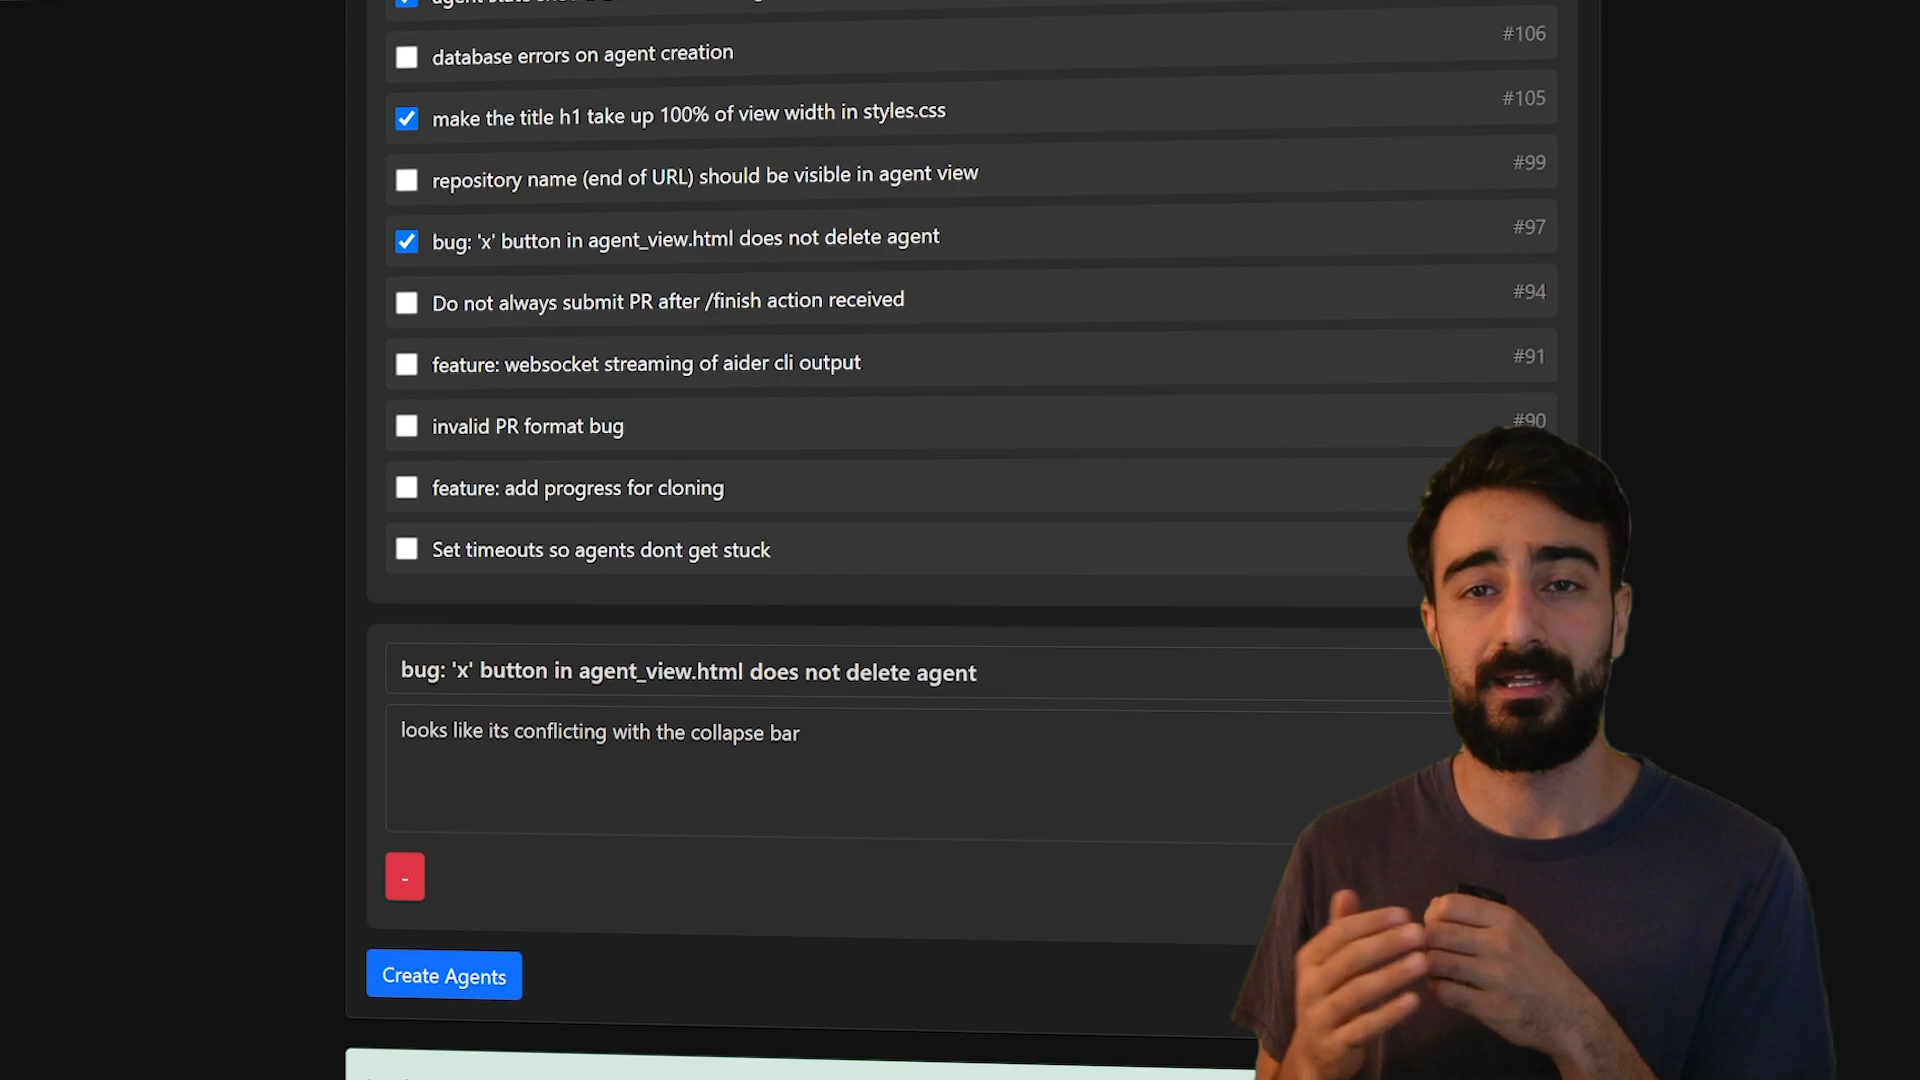 database errors on agent creation
#106
make the title h1 take up 100% of view width in styles.css
#105
repository name (end of URL) should be visible in agent view
#99
bug: 'x' button in agent_view.html does not delete agent
#97
Do not always submit PR after /finish action received
#94
feature: websocket streaming of aider cli output
#91
invalid PR format bug
#90
feature: add progress for cloning
Set timeouts so agents dont get stuck
bug: 'x' button in agent_view.html does not delete agent
looks like its conflicting with the collapse bar
-
Create Agents